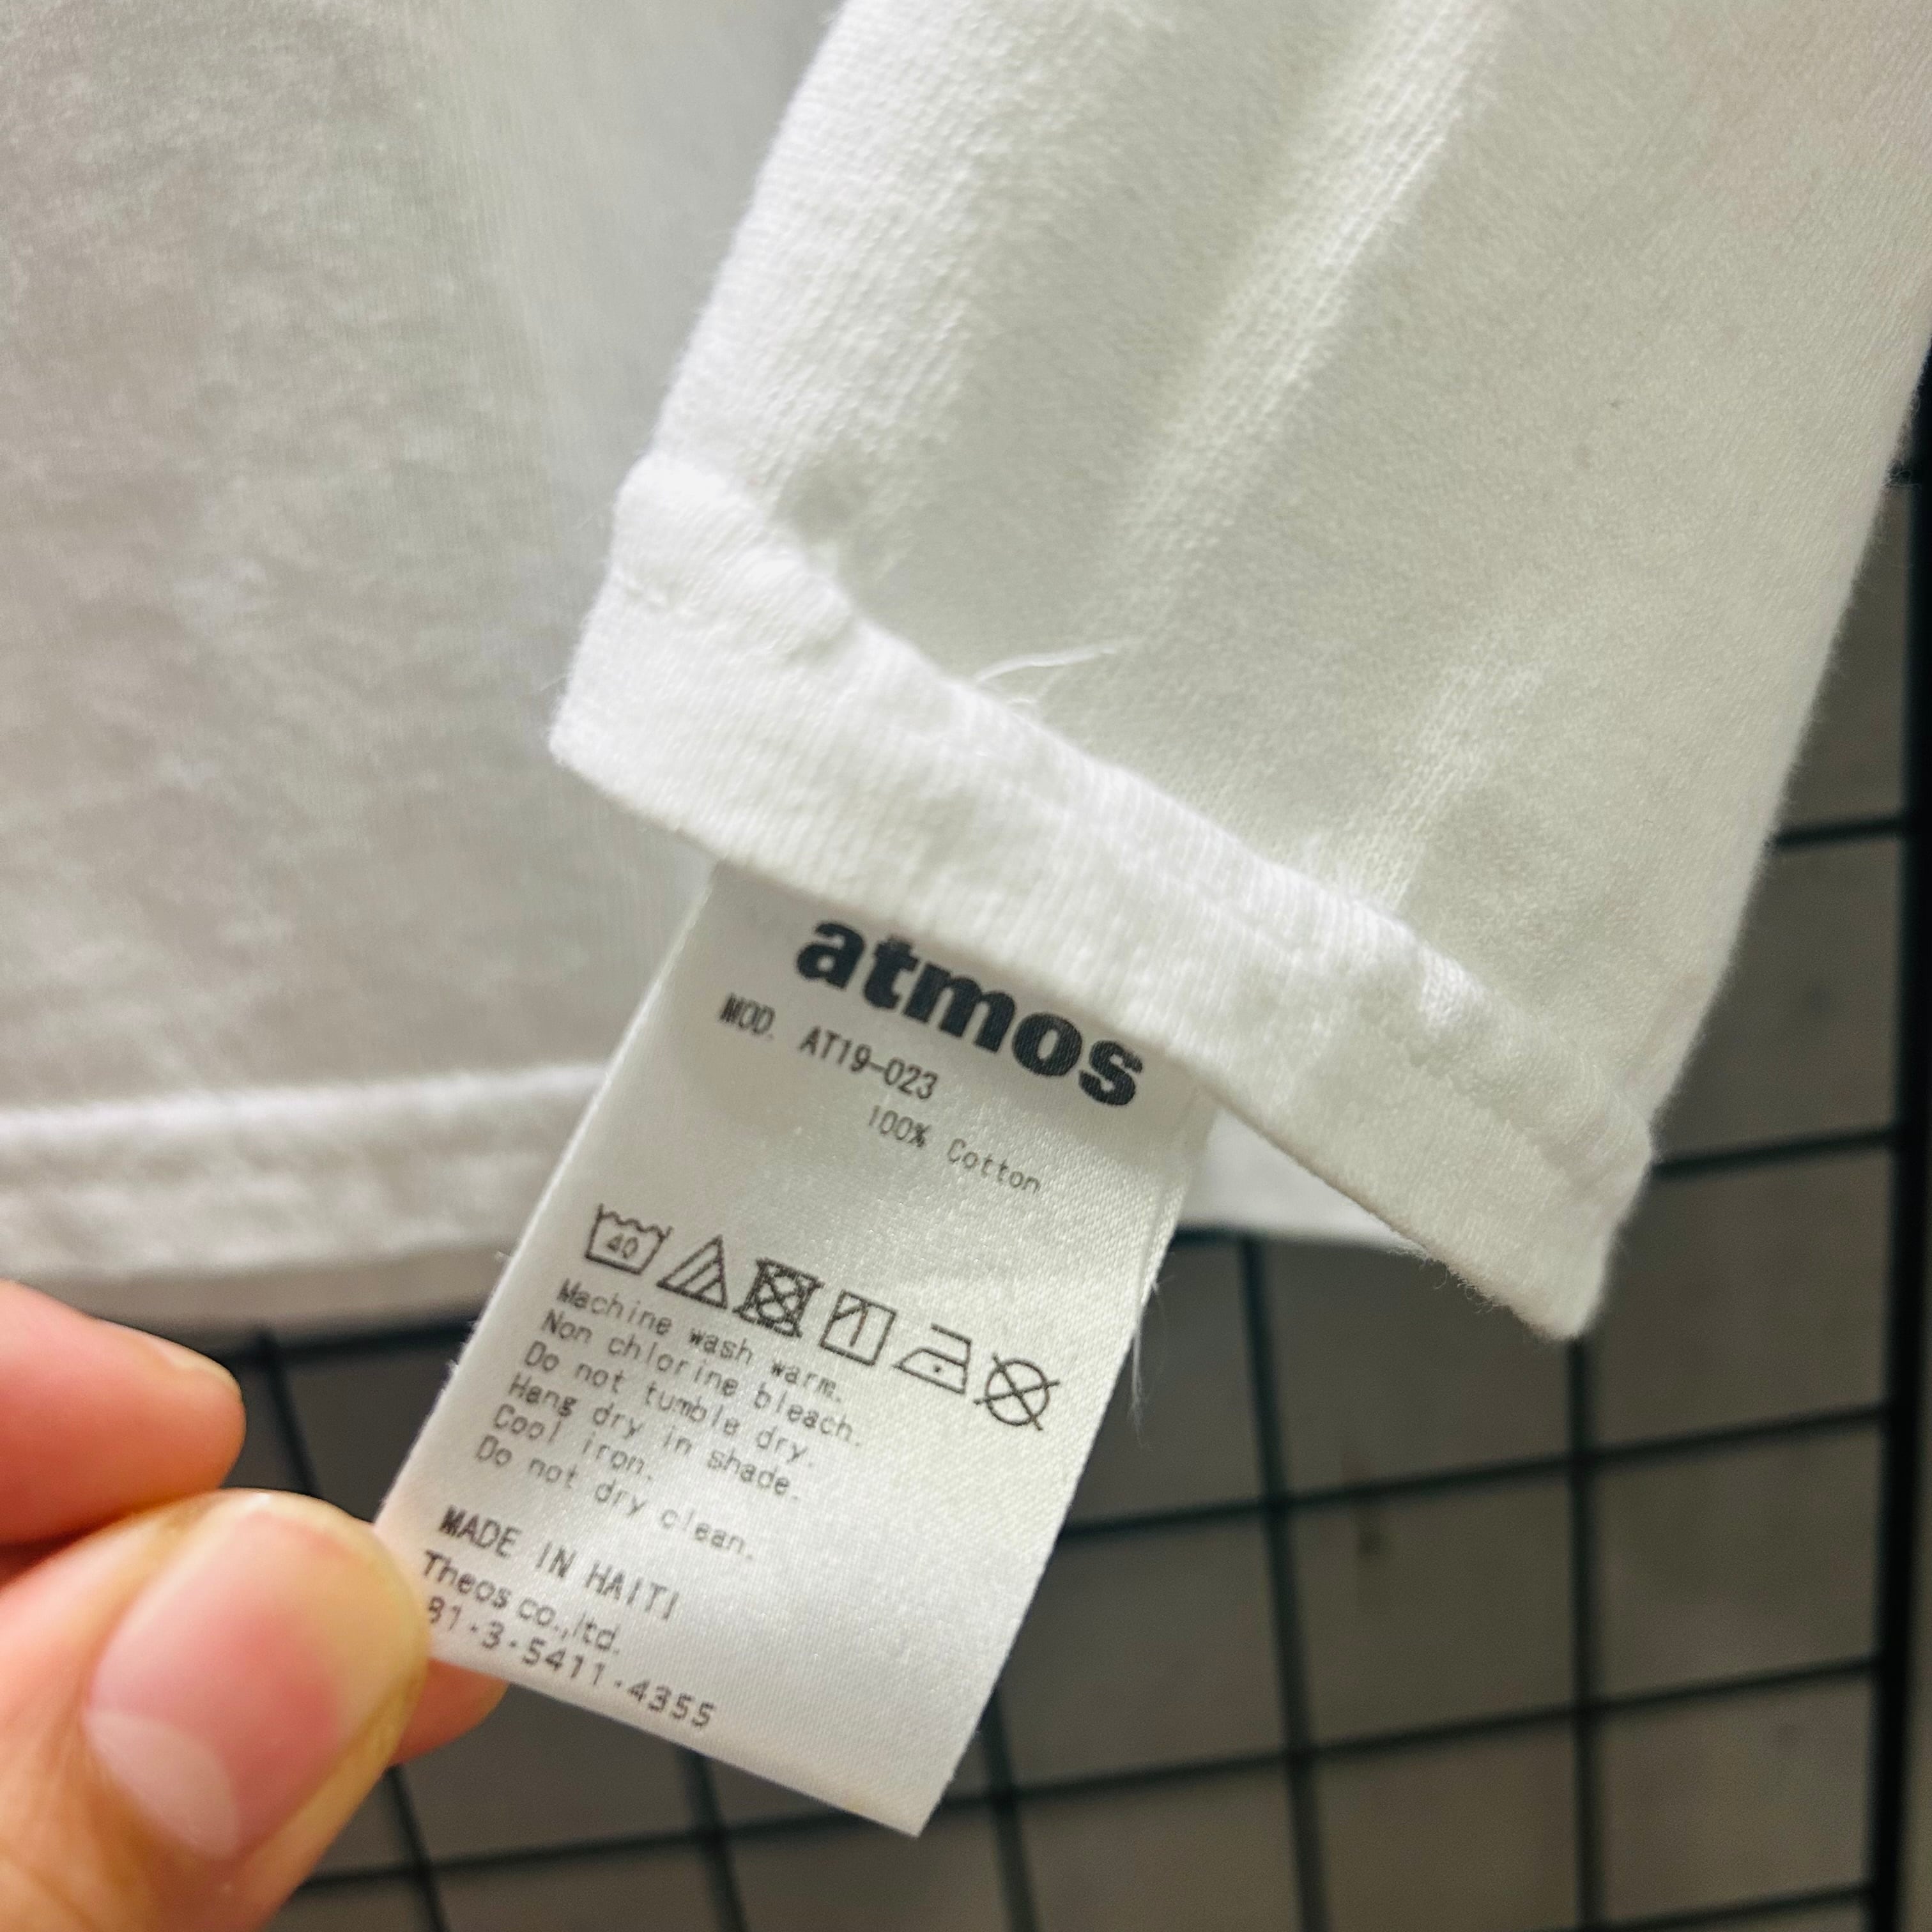 atmos
MOD. AT19-023
100% Cotton
40
Machine wash warm.
Non chlorine bleach.
Do not tumble dry.
Hang dry in shade.
Cool iron.
Do not dry clean.
MADE IN HAITI
Theos co.,ltd.
81・3・5411・4355